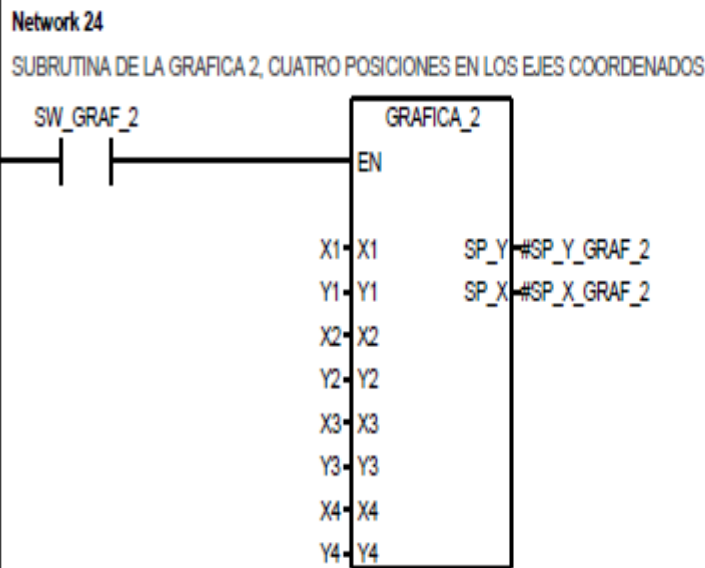 Network 24
SUBRUTINA DE LA GRAFICA 2, CUATRO POSICIONES EN LOS EJES COORDENADOS
SW_GRAF_2 GRAFICA_2
EN
X1 X1 SP_Y #SP_Y_GRAF_2
Y1 Y1 SP_X #SP_X_GRAF_2
X2 X2
Y2 Y2
X3 X3
Y3 Y3
X4 X4
Y4 Y4